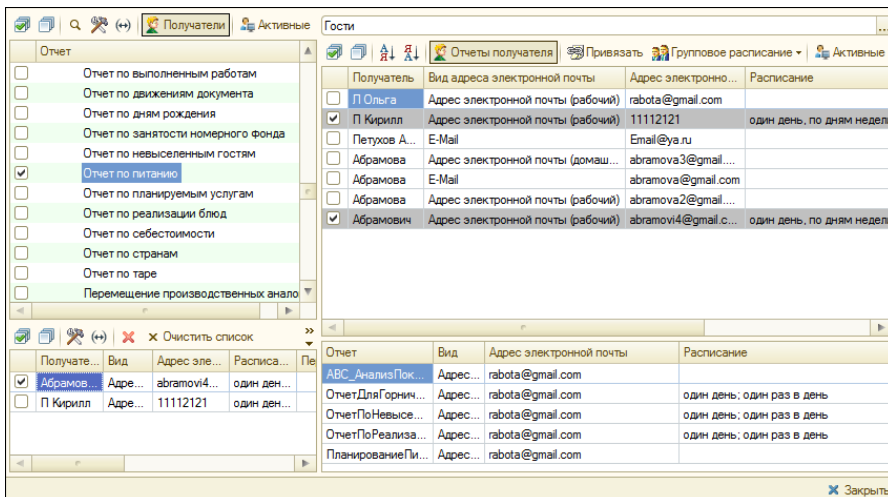 Получатели Активные
Отчет
Отчет по выполненным работам
Отчет по движениям документа
Отчет по дням рождения
Отчет по занятости номерного фонда
Отчет по невыселенным гостям
Отчет по питанию
Отчет по планируемым услугам
Отчет по реализации блюд
Отчет по себестоимости
Отчет по странам
Отчет по таре
Перемещение производственных анало
Очистить список
Получате... Вид Адрес эле... Расписа... Пе
Абрамов... Адре... abramovi4... один ден...
П Кирилл Адре... 11112121 один ден...
Гости ...
Отчеты получателя Привязать Групповое расписание Активные
Получатель Вид адреса электронной почты Адрес электронно... Расписание
П Ольга Адрес электронной почты (рабочий) rabota@gmail.com
П Кирилл Адрес электронной почты (рабочий) 11112121 один день, по дням недел
Петухов А... E-Mail Email@ya.ru
Абрамова Адрес электронной почты (домаш... abramova3@gmail....
Абрамова E-Mail abramova@gmail.com
Абрамова Адрес электронной почты (рабочий) abramova2@gmail....
Абрамович Адрес электронной почты (рабочий) abramovi4@gmail.c... один день, по дням недел
Отчет Вид Адрес электронной почты Расписание
ABC_АнализПок... Адрес... rabota@gmail.com
ОтчетДляГорнич... Адрес... rabota@gmail.com один день; один раз в день
ОтчетПоНевысе... Адрес... rabota@gmail.com один день; один раз в день
ОтчетПоРеализа... Адрес... rabota@gmail.com один день; один раз в день
ПланированиеПи... Адрес... rabota@gmail.com
Закрыть